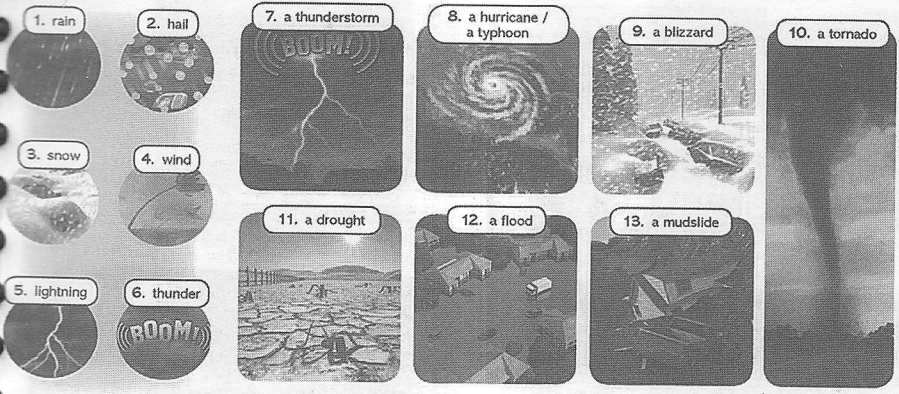 1. rain
2. hail
3. snow
4. wind
5. lightning
6. thunder
BOOM!
7. a thunderstorm
BOOM!
8. a hurricane /
a typhoon
9. a blizzard
10. a tornado
11. a drought
12. a flood
13. a mudslide